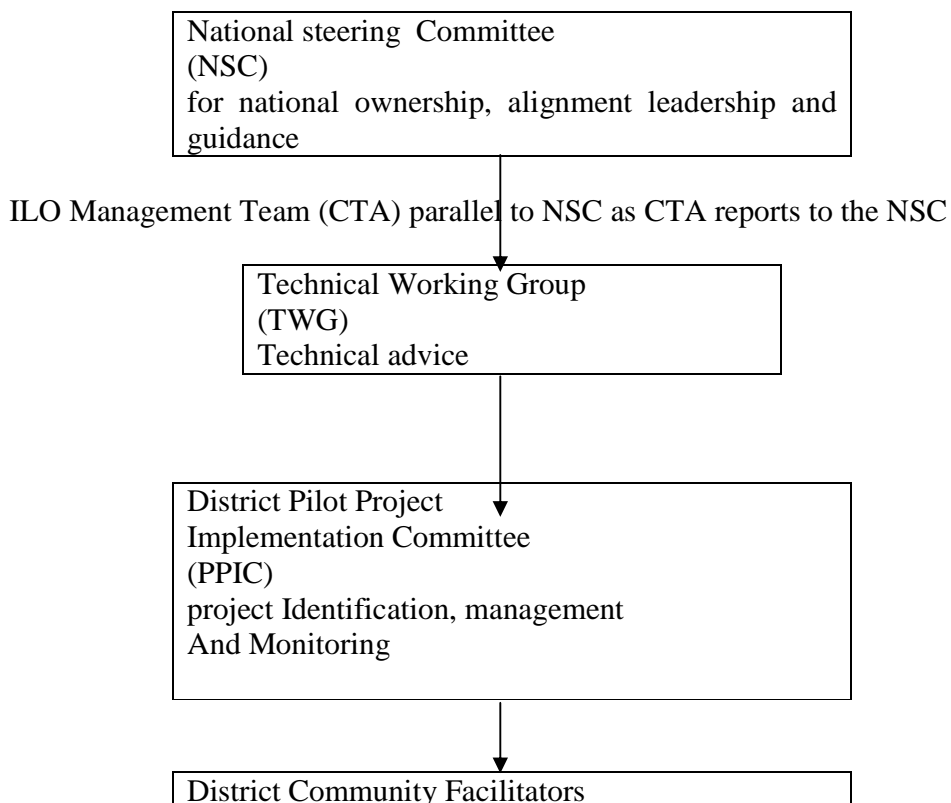 National steering Committee
(NSC)
for national ownership, alignment leadership and
guidance
ILO Management Team (CTA) parallel to NSC as CTA reports to the NSC
Technical Working Group
(TWG)
Technical advice
District Pilot Project
Implementation Committee
(PPIC)
project Identification, management
And Monitoring
District Community Facilitators